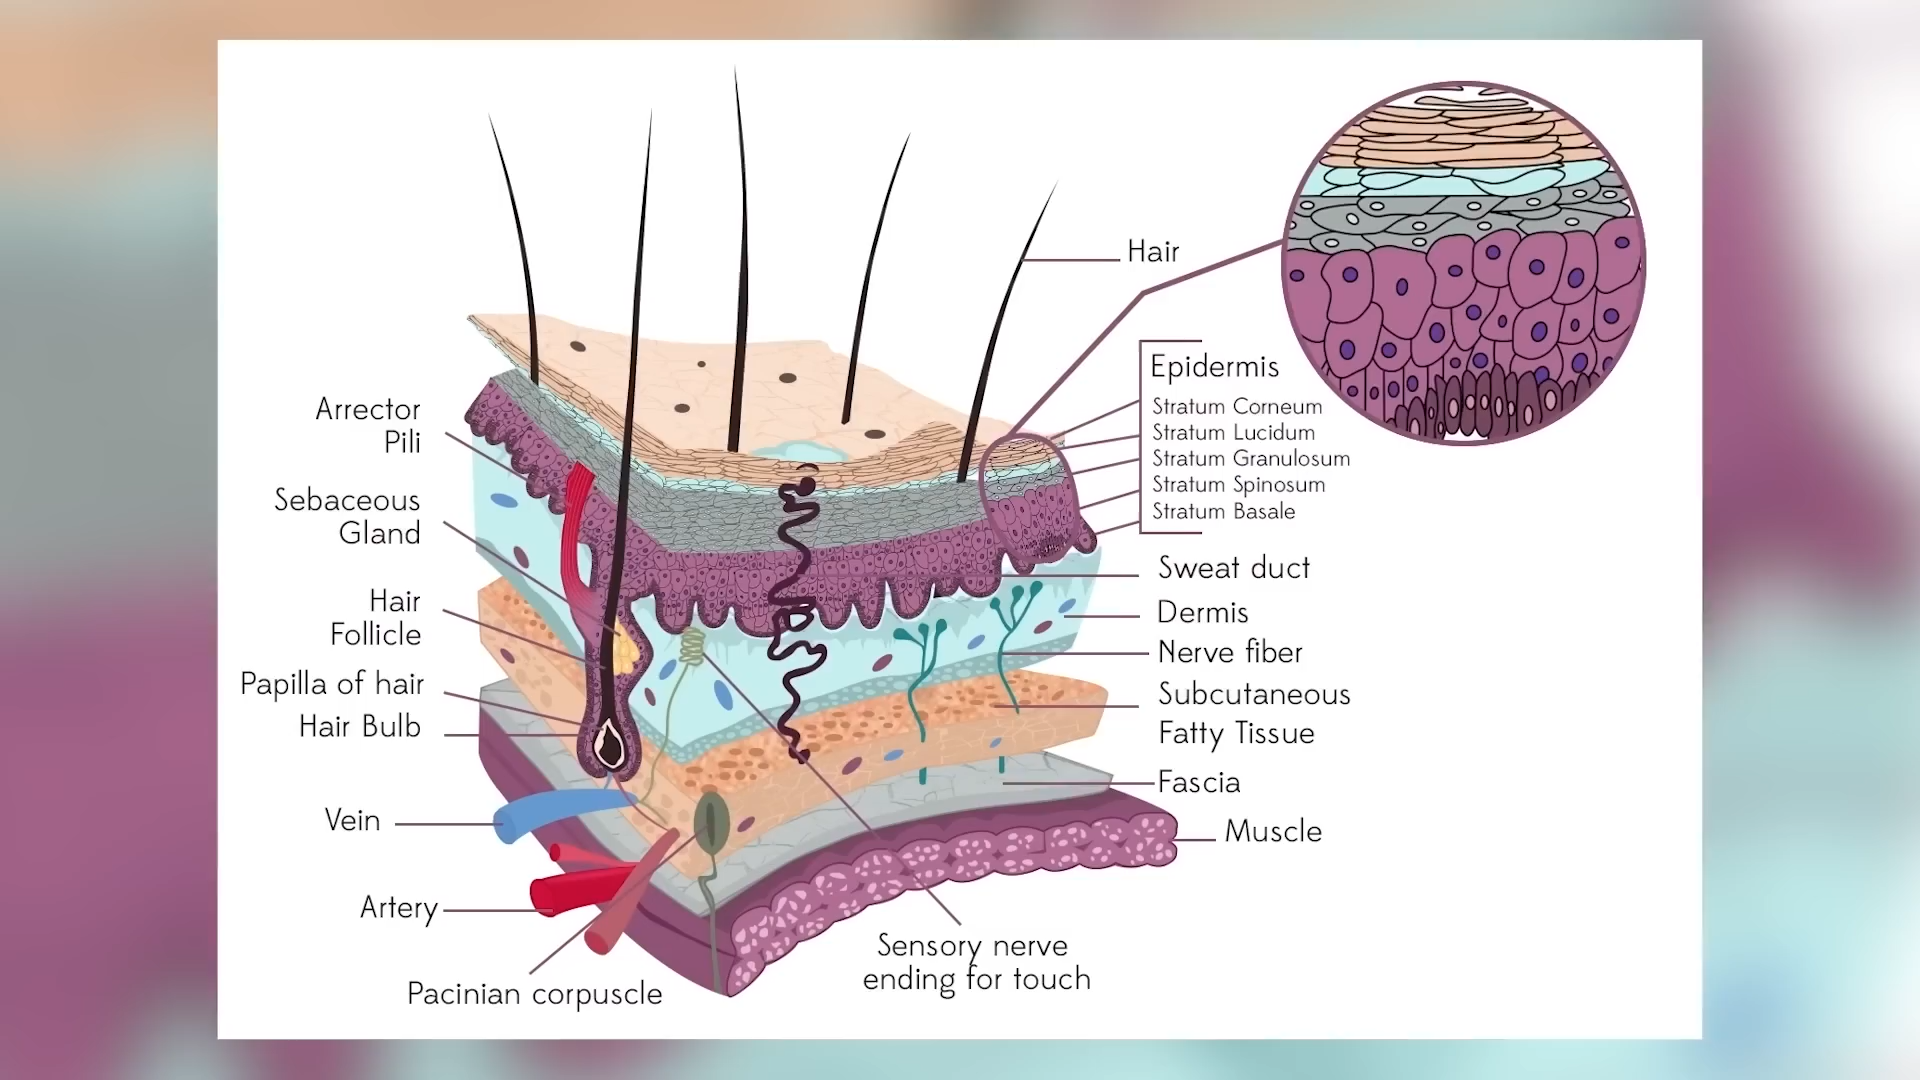 Hair
Epidermis
Stratum Corneum
Stratum Lucidum
Stratum Granulosum
Stratum Spinosum
Stratum Basale
Sweat duct
Dermis
Nerve fiber
Subcutaneous
Fatty Tissue
Fascia
Muscle
Arrector
Pili
Sebaceous
Gland
Hair
Follicle
Papilla of hair
Hair Bulb
Vein
Artery
Pacinian corpuscle
Sensory nerve
ending for touch